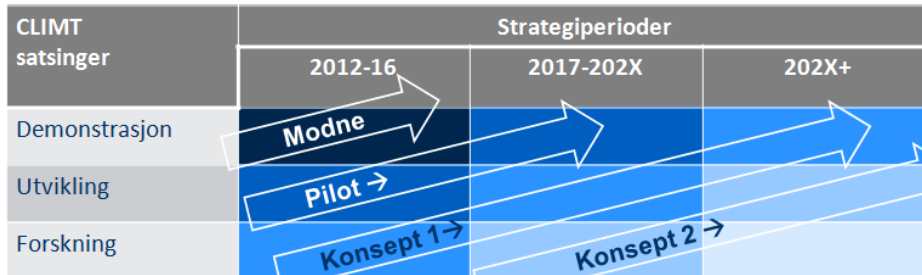 CLIMT
satsinger
Strategiperioder
2012-16
2017-202X
202X+
Demonstrasjon
Modne
Utvikling
Pilot →
Forskning
Konsept 1→
Konsept 2 →